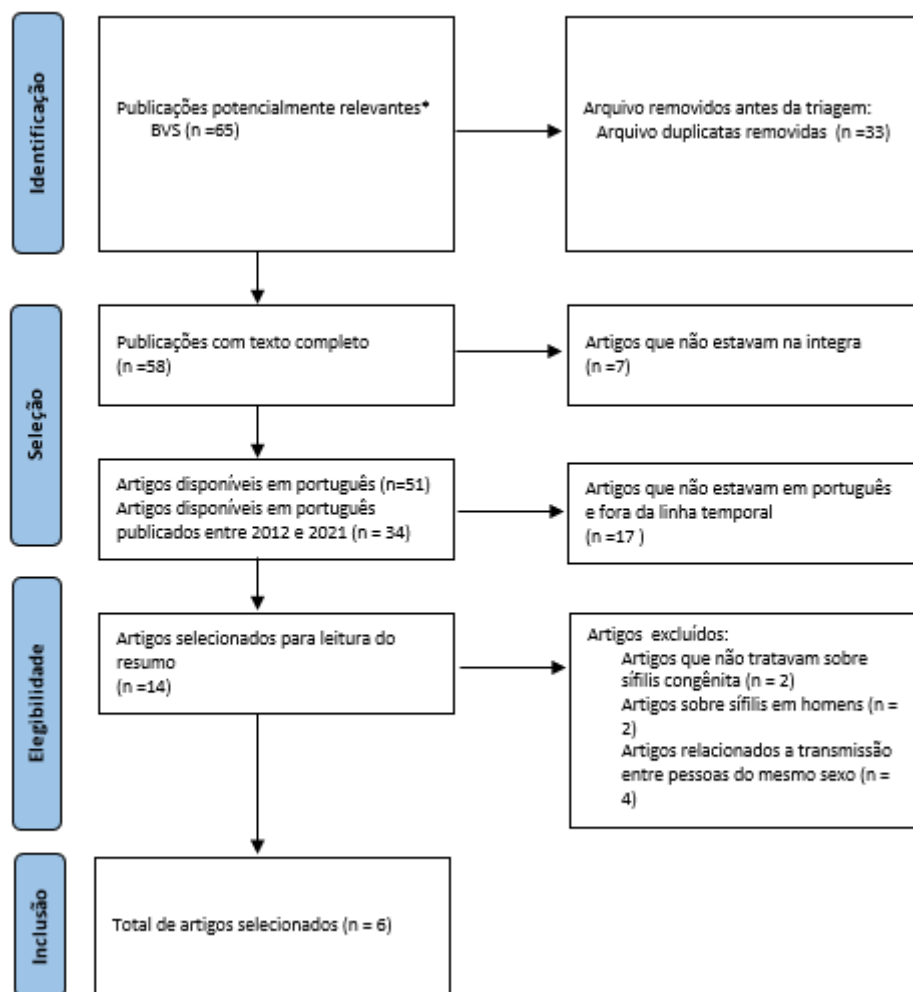 Identificação
Publicações potencialmente relevantes*
BVS (n =65)
Arquivo removidos antes da triagem:
Arquivo duplicatas removidas (n =33)
Seleção
Publicações com texto completo
(n =58)
Artigos que não estavam na integra
(n =7)
Artigos disponíveis em português (n=51)
Artigos disponíveis em português
publicados entre 2012 e 2021 (n = 34)
Artigos que não estavam em português
e fora da linha temporal
(n =17 )
Elegibilidade
Artigos selecionados para leitura do
resumo
(n =14)
Artigos excluídos:
Artigos que não tratavam sobre
sífilis congênita (n = 2)
Artigos sobre sífilis em homens (n =
2)
Artigos relacionados a transmissão
entre pessoas do mesmo sexo (n =
4)
Inclusão
Total de artigos selecionados (n = 6)